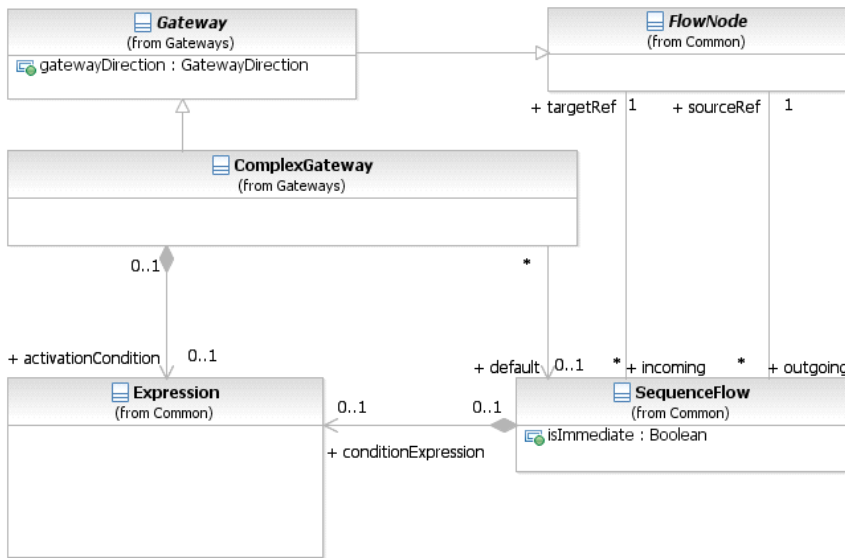 Gateway
(from Gateways)
gatewayDirection : GatewayDirection
FlowNode
(from Common)
+ targetRef 1 + sourceRef 1
ComplexGateway
(from Gateways)
0..1 *
+ activationCondition 0..1
+ default 0..1 * + incoming * + outgoing
Expression
(from Common)
SequenceFlow
(from Common)
isImmediate : Boolean
0..1 0..1
+ conditionExpression